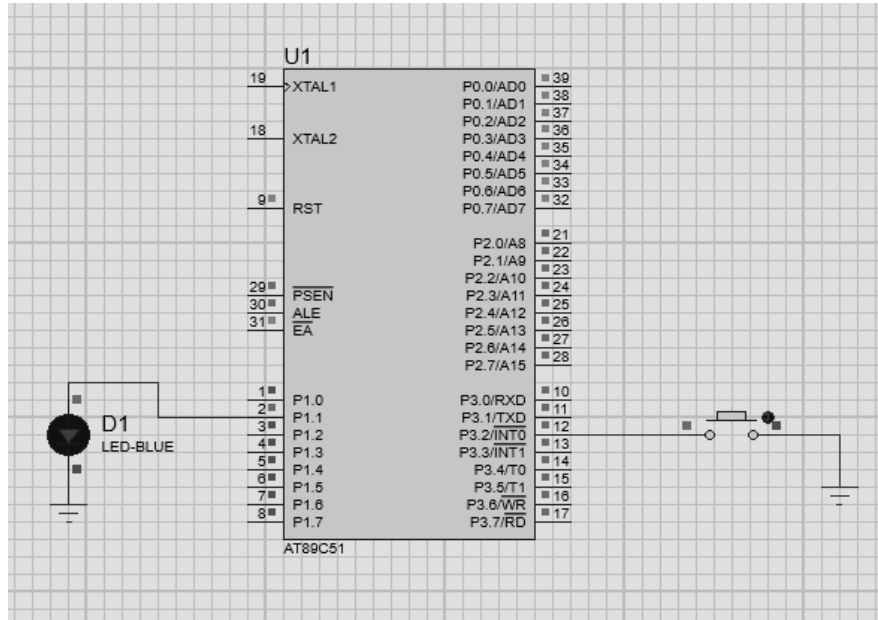 U1
19 XTAL1
18 XTAL2
9 RST
29 PSEN
30 ALE
31 EA
1 P1.0
2 P1.1
3 P1.2
4 P1.3
5 P1.4
6 P1.5
7 P1.6
8 P1.7
P0.0/AD0 39
P0.1/AD1 38
P0.2/AD2 37
P0.3/AD3 36
P0.4/AD4 35
P0.5/AD5 34
P0.6/AD6 33
P0.7/AD7 32
P2.0/A8 21
P2.1/A9 22
P2.2/A10 23
P2.3/A11 24
P2.4/A12 25
P2.5/A13 26
P2.6/A14 27
P2.7/A15 28
P3.0/RXD 10
P3.1/TXD 11
P3.2/INT0 12
P3.3/INT1 13
P3.4/T0 14
P3.5/T1 15
P3.6/WR 16
P3.7/RD 17
AT89C51
D1
LED-BLUE